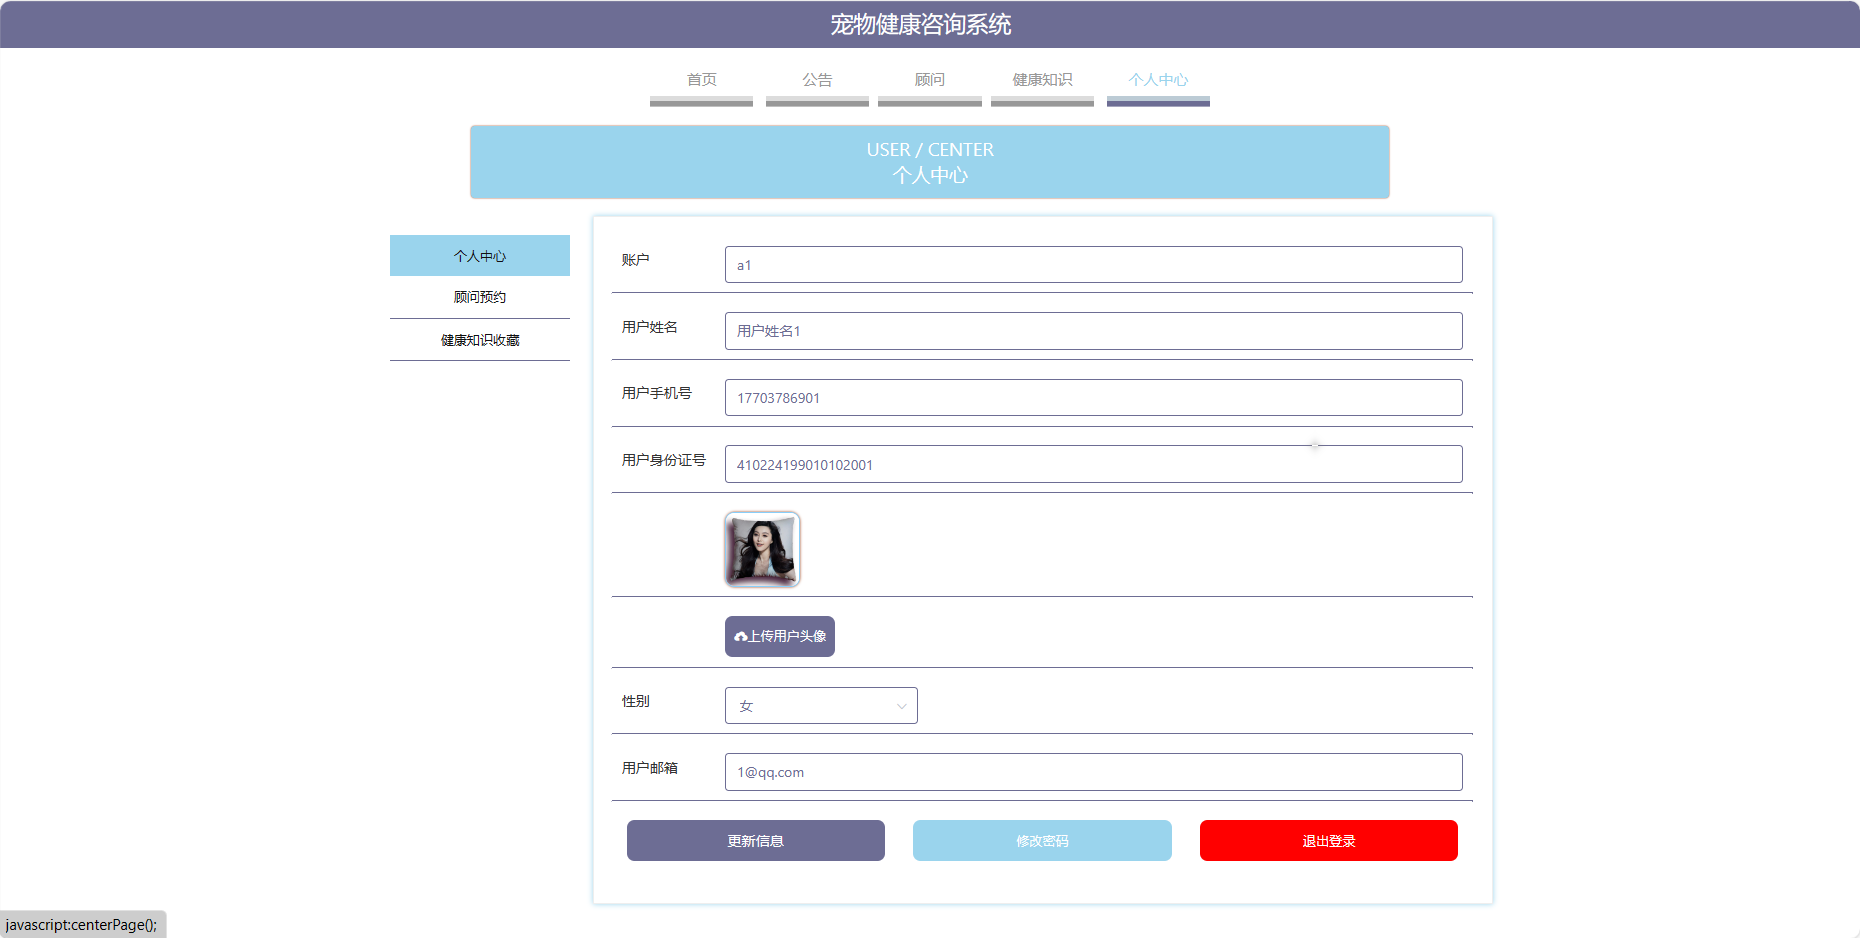 宠物健康咨询系统
首页
公告
顾问
健康知识
个人中心
USER / CENTER
个人中心
个人中心
顾问预约
健康知识收藏
账户
a1
用户姓名
用户姓名1
用户手机号
17703786901
用户身份证号
410224199010102001
上传用户头像
性别
女
用户邮箱
1@qq.com
更新信息
修改密码
退出登录
javascript:centerPage();